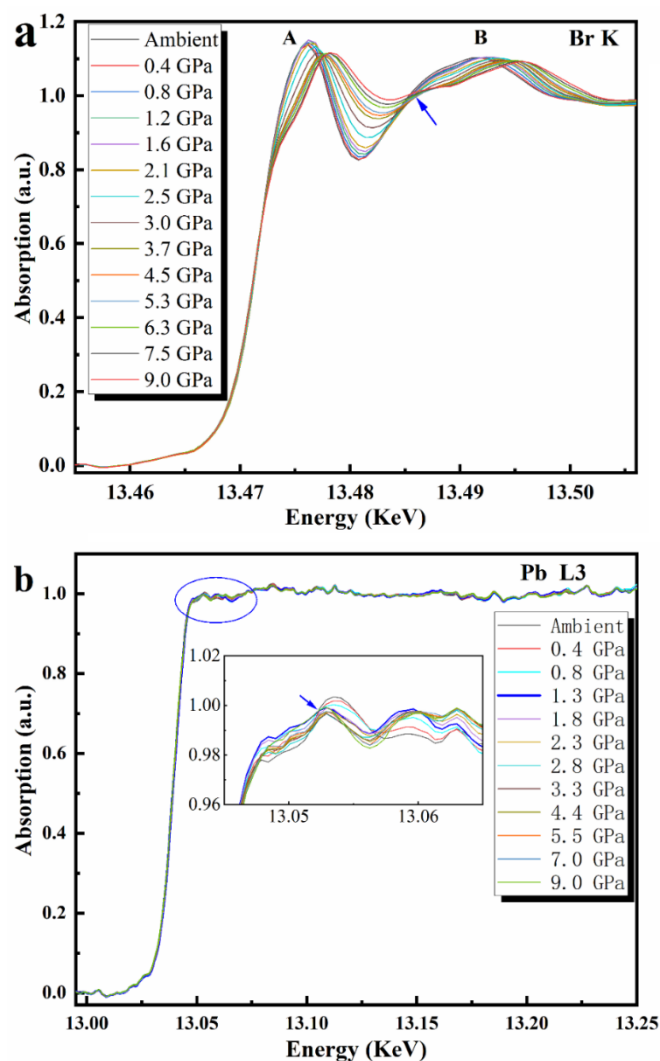 a
A
B
Br K
Ambient
0.4 GPa
0.8 GPa
1.2 GPa
1.6 GPa
2.1 GPa
2.5 GPa
3.0 GPa
3.7 GPa
4.5 GPa
5.3 GPa
6.3 GPa
7.5 GPa
9.0 GPa
1.2
1.0
0.8
0.6
0.4
0.2
0.0
Absorption (a.u.)
13.46 13.47 13.48 13.49 13.50
Energy (KeV)
b
Pb L3
Ambient
0.4 GPa
0.8 GPa
1.3 GPa
1.8 GPa
2.3 GPa
2.8 GPa
3.3 GPa
4.4 GPa
5.5 GPa
7.0 GPa
9.0 GPa
1.02
1.00
0.98
0.96
13.05 13.06
1.0
0.8
0.6
0.4
0.2
0.0
Absorption (a.u.)
13.00 13.05 13.10 13.15 13.20 13.25
Energy (KeV)